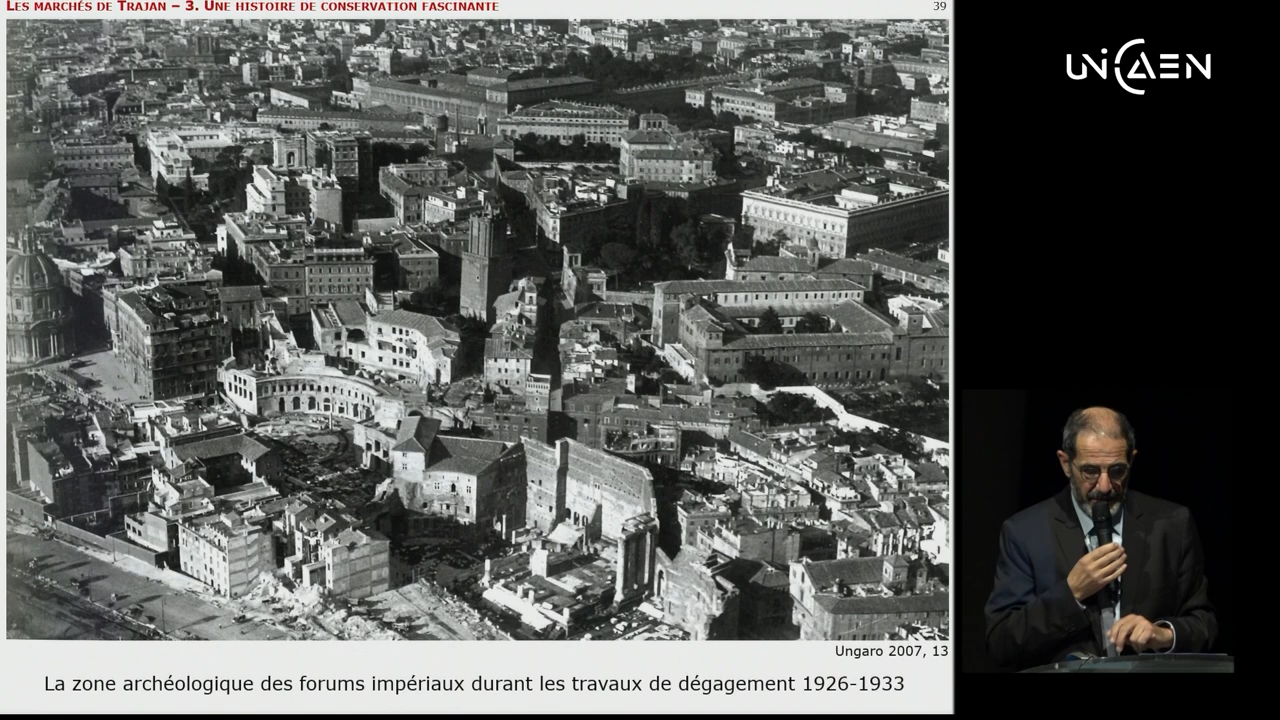 Les marchés de Trajan – 3. Une histoire de conservation fascinante
39
UNICAEN
Ungaro 2007, 13
La zone archéologique des forums impériaux durant les travaux de dégagement 1926-1933